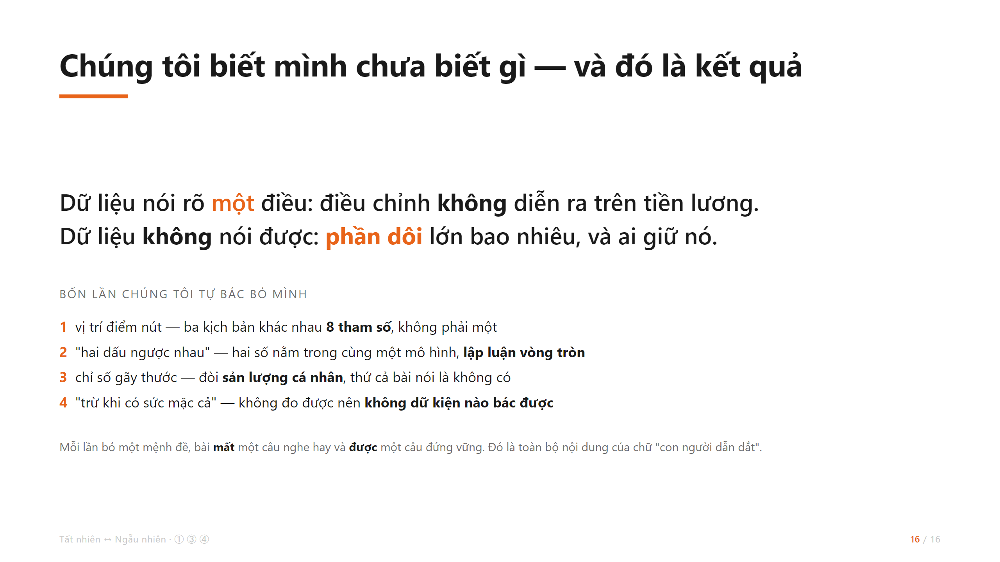 Chúng tôi biết mình chưa biết gì — và đó là kết quả
Dữ liệu nói rõ một điều: điều chỉnh không diễn ra trên tiền lương.
Dữ liệu không nói được: phần dôi lớn bao nhiêu, và ai giữ nó.
BỐN LẦN CHÚNG TÔI TỰ BÁC BỎ MÌNH
1 vị trí điểm nút — ba kịch bản khác nhau 8 tham số, không phải một
2 "hai dấu ngược nhau" — hai số nằm trong cùng một mô hình, lập luận vòng tròn
3 chỉ số gãy thước — đòi sản lượng cá nhân, thứ cả bài nói là không có
4 "trừ khi có sức mặc cả" — không đo được nên không dữ kiện nào bác được
Mỗi lần bỏ một mệnh đề, bài mất một câu nghe hay và được một câu đứng vững. Đó là toàn bộ nội dung của chữ "con người dẫn dắt".
Tất nhiên ↔ Ngẫu nhiên · ① ③ ④
16 / 16